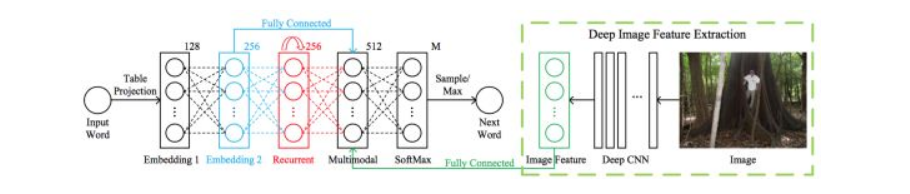 Fully Connected
Deep Image Feature Extraction
128
256
256
512
M
Table
Projection
Sample/
Max
...
Input
Word
Next
Word
Embedding 1
Embedding 2
Recurrent
Multimodal
SoftMax
Fully Connected
Image Feature
Deep CNN
Image